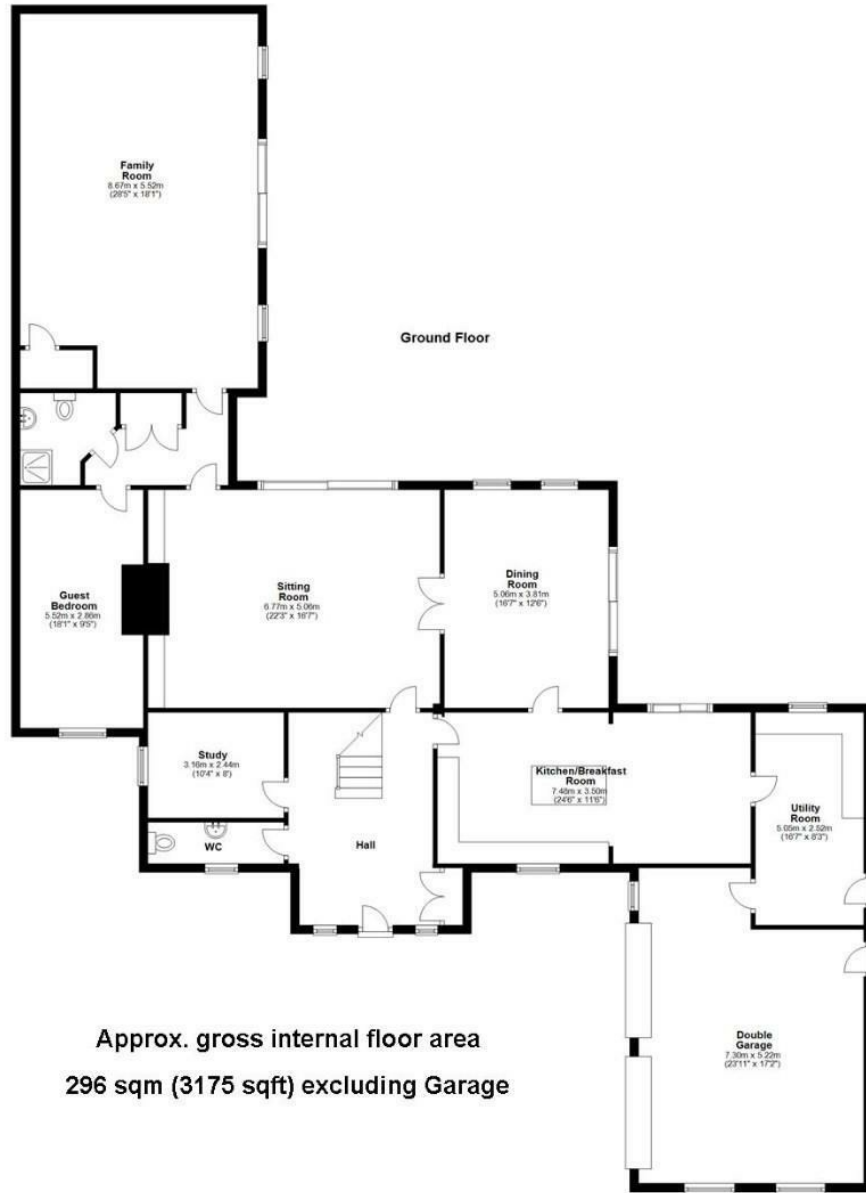 Family
Room
8.67m x 5.52m
(28'5" x 18'1")
Ground Floor
Guest
Bedroom
5.52m x 2.86m
(18'1" x 9'5")
Sitting
Room
6.77m x 5.06m
(22'3" x 16'7")
Dining
Room
5.06m x 3.81m
(16'7" x 12'6")
Study
3.16m x 2.44m
(10'4" x 8')
Kitchen/Breakfast
Room
7.48m x 3.50m
(24'6" x 11'6")
Utility
Room
5.05m x 2.52m
(16'7" x 8'3")
WC
Hall
Double
Garage
7.30m x 5.22m
(23'11" x 17'2")
Approx. gross internal floor area
296 sqm (3175 sqft) excluding Garage